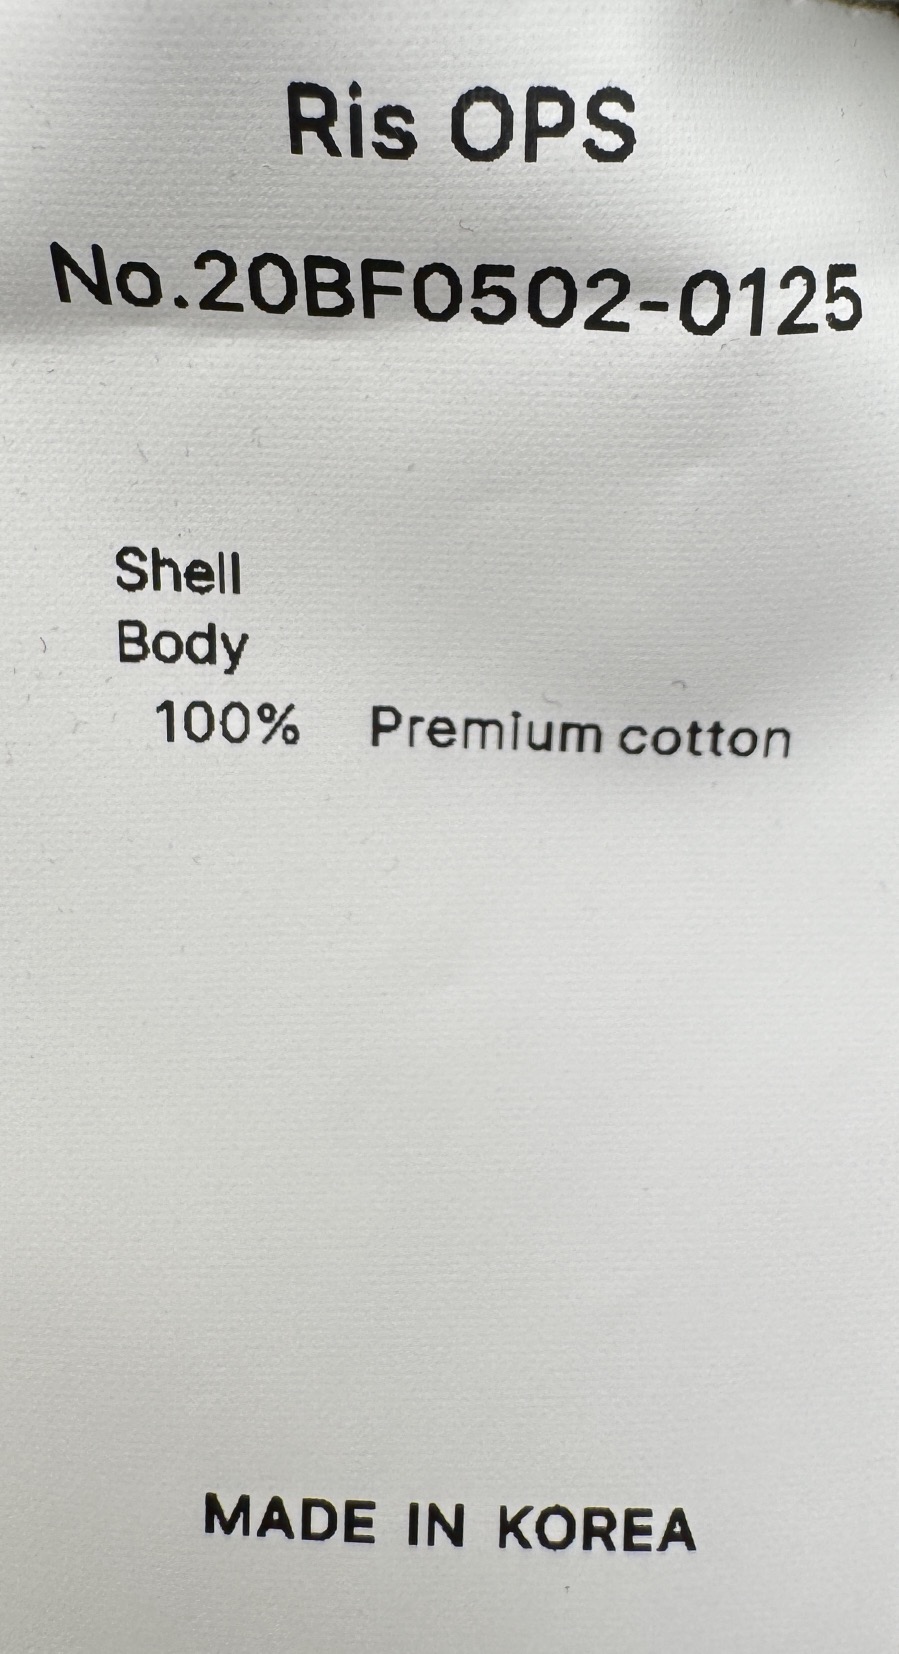 Ris OPS
No.20BF0502-0125
Shell
Body
100% Premium cotton
MADE IN KOREA